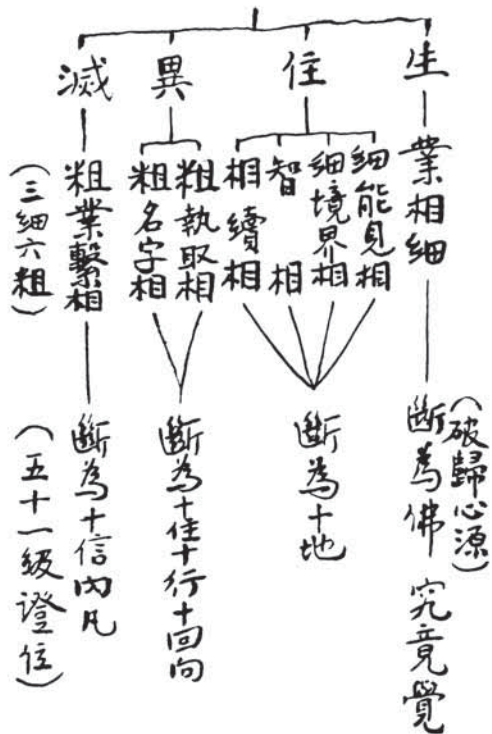 生
業相細
斷為佛 究竟覺
(破歸心源)
住
細能見相
細境界相
智相
相續相
斷為十地
異
粗執取相
粗名字相
斷為十住十行十回向
滅
粗業繫相
斷為十信內凡
(三細六粗)
(五十一級證位)